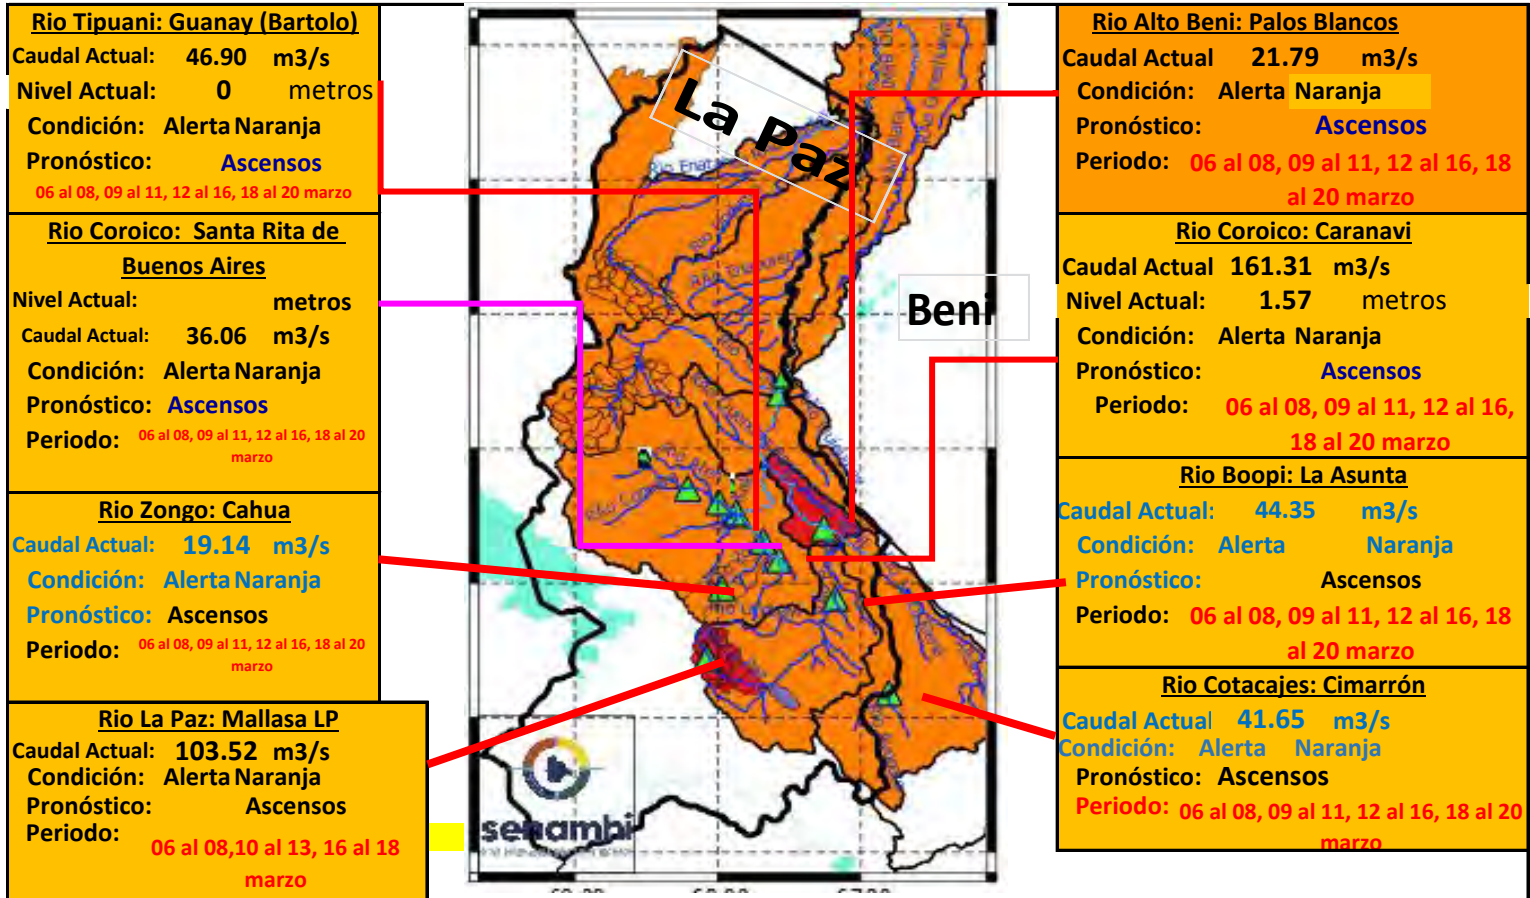 Rio Tipuani: Guanay (Bartolo)
Caudal Actual: 46.90 m3/s
Nivel Actual: 0 metros
Condición: Alerta Naranja
Pronóstico: Ascensos
06 al 08, 09 al 11, 12 al 16, 18 al 20 marzo
Rio Coroico: Santa Rita de
Buenos Aires
Nivel Actual: metros
Caudal Actual: 36.06 m3/s
Condición: Alerta Naranja
Pronóstico: Ascensos
Periodo: 06 al 08, 09 al 11, 12 al 16, 18 al 20
marzo
Rio Zongo: Cahua
Caudal Actual: 19.14 m3/s
Condición: Alerta Naranja
Pronóstico: Ascensos
Periodo: 06 al 08, 09 al 11, 12 al 16, 18 al 20
marzo
Rio La Paz: Mallasa LP
Caudal Actual: 103.52 m3/s
Condición: Alerta Naranja
Pronóstico: Ascensos
Periodo:
06 al 08,10 al 13, 16 al 18
marzo
La Paz
Beni
senamhi
Rio Alto Beni: Palos Blancos
Caudal Actual 21.79 m3/s
Condición: Alerta Naranja
Pronóstico: Ascensos
Periodo: 06 al 08, 09 al 11, 12 al 16, 18
al 20 marzo
Rio Coroico: Caranavi
Caudal Actual 161.31 m3/s
Nivel Actual: 1.57 metros
Condición: Alerta Naranja
Pronóstico: Ascensos
Periodo: 06 al 08, 09 al 11, 12 al 16,
18 al 20 marzo
Rio Boopi: La Asunta
Caudal Actual: 44.35 m3/s
Condición: Alerta Naranja
Pronóstico: Ascensos
Periodo: 06 al 08, 09 al 11, 12 al 16, 18
al 20 marzo
Rio Cotacajes: Cimarrón
Caudal Actual 41.65 m3/s
Condición: Alerta Naranja
Pronóstico: Ascensos
Periodo: 06 al 08, 09 al 11, 12 al 16, 18 al 20
marzo